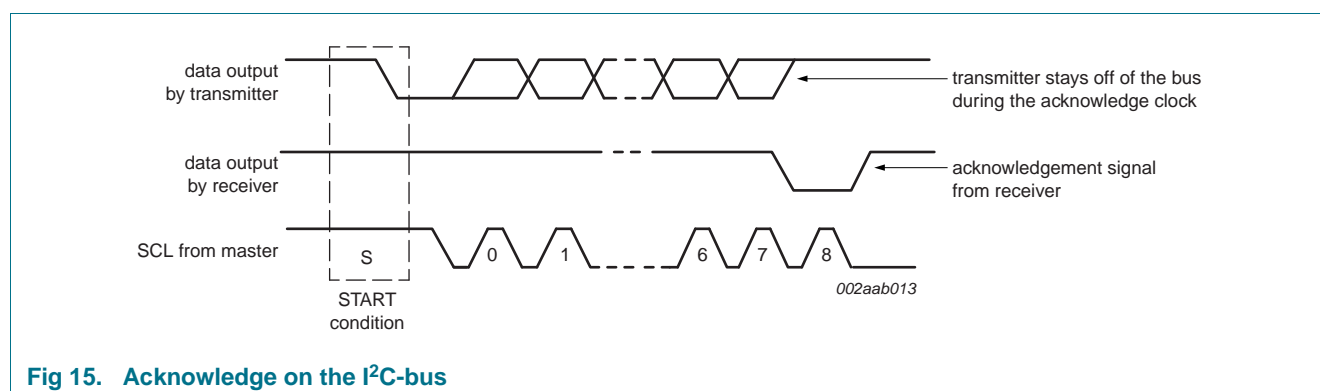 data output
by transmitter
transmitter stays off of the bus
during the acknowledge clock
data output
by receiver
acknowledgement signal
from receiver
SCL from master
S
0
1
6
7
8
002aab013
START
condition
Fig 15. Acknowledge on the I²C-bus